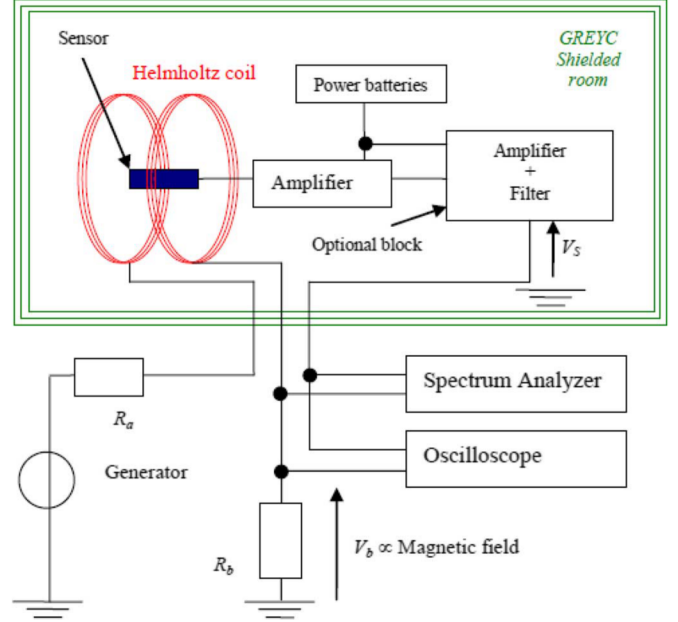 GREYC
Shielded
room
Sensor
Helmholtz coil
Power batteries
Amplifier
Amplifier
+
Filter
Optional block
V_S
Spectrum Analyzer
R_a
Generator
Oscilloscope
R_b
V_b ∝ Magnetic field